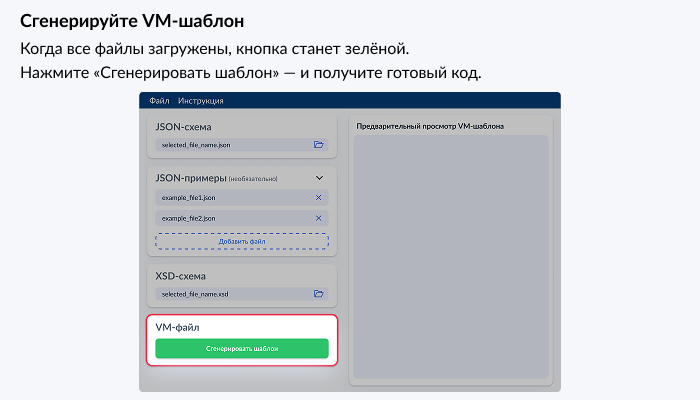 Сгенерируйте VM-шаблон
Когда все файлы загружены, кнопка станет зелёной.
Нажмите «Сгенерировать шаблон» — и получите готовый код.
Файл Инструкция
JSON-схема
selected_file_name.json
JSON-примеры (необязательно)
example_file1.json
example_file2.json
Добавить файл
XSD-схема
selected_file_name.xsd
VM-файл
Сгенерировать шаблон
Предварительный просмотр VM-шаблона